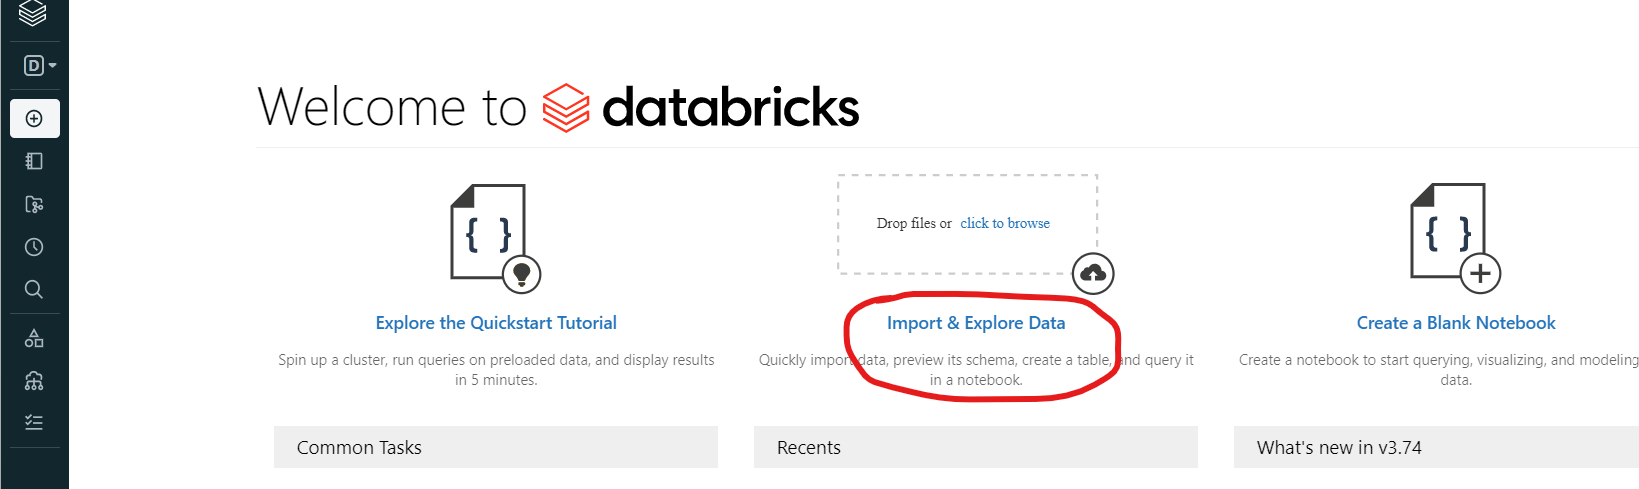 D
Welcome to databricks
Drop files or click to browse
{ }
{ }
Explore the Quickstart Tutorial
Import & Explore Data
Create a Blank Notebook
Spin up a cluster, run queries on preloaded data, and display results
in 5 minutes.
Quickly import data, preview its schema, create a table, and query it
in a notebook.
Create a notebook to start querying, visualizing, and modeling
data.
Common Tasks
Recents
What's new in v3.74